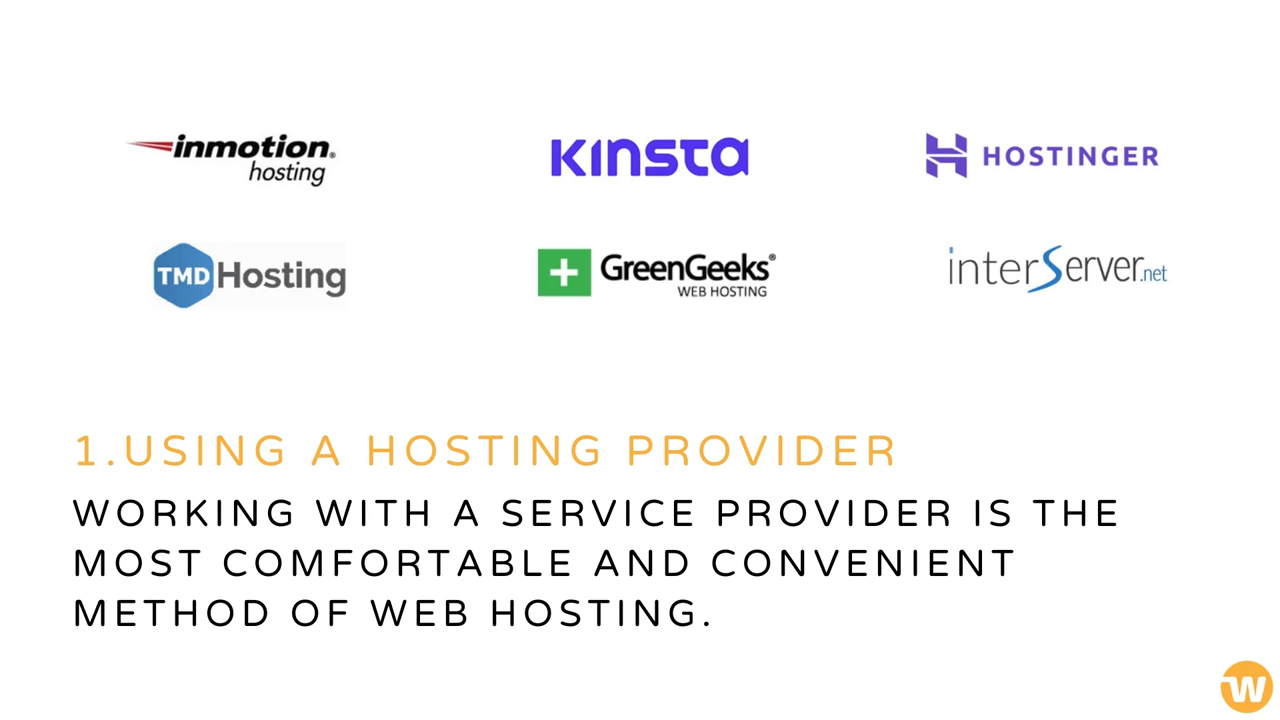 inmotion®
hosting
KINSTA
HOSTINGER
TMD Hosting
GreenGeeks®
WEB HOSTING
interServer.net
1.USING A HOSTING PROVIDER
WORKING WITH A SERVICE PROVIDER IS THE
MOST COMFORTABLE AND CONVENIENT
METHOD OF WEB HOSTING.
W